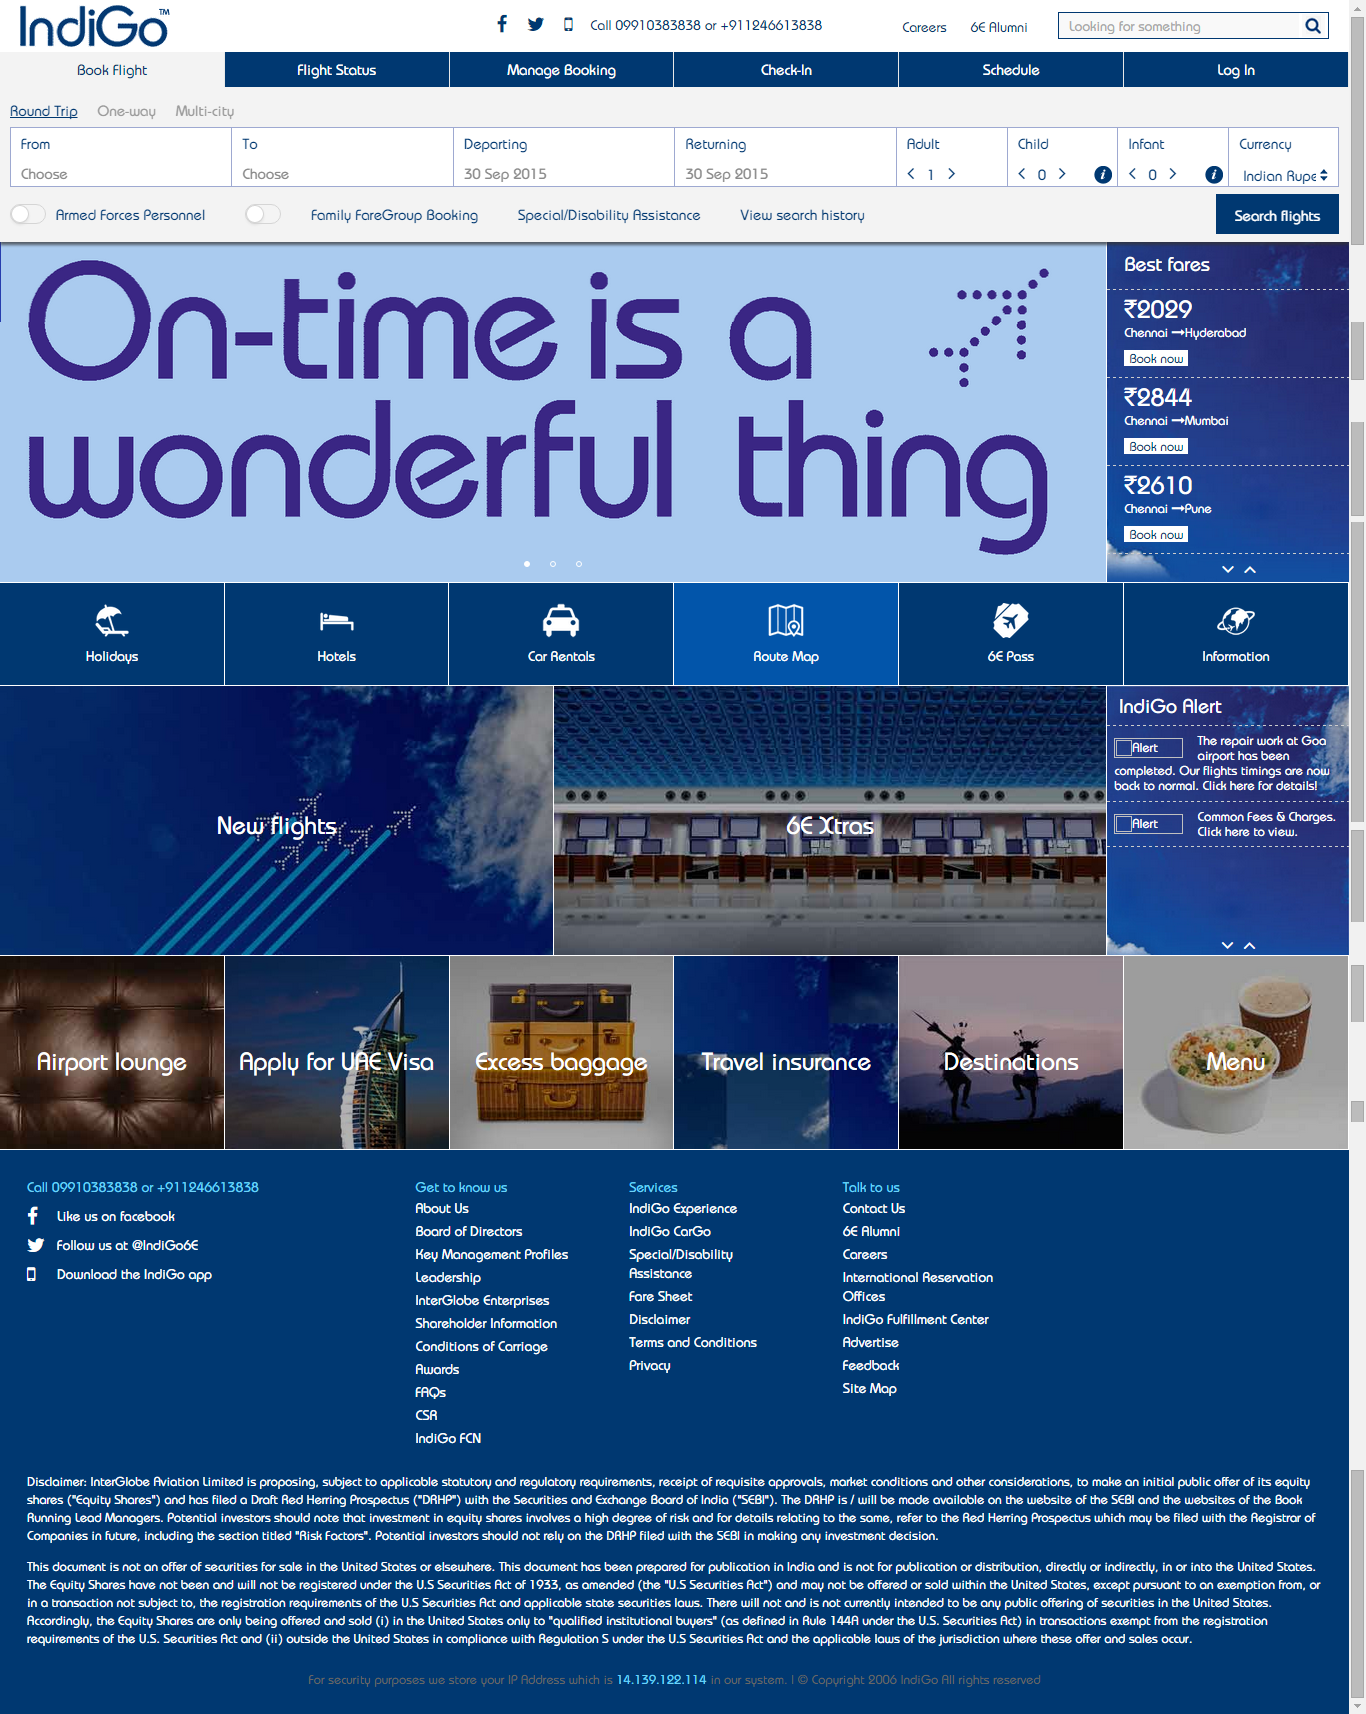 IndiGo™
Call 09910383838 or +911246613838
Careers
6E Alumni
Looking for something
Book Flight
Flight Status
Manage Booking
Check-In
Schedule
Log In
Round Trip
One-way
Multi-city
From
To
Departing
Returning
Adult
Child
Infant
Currency
Choose
Choose
30 Sep 2015
30 Sep 2015
1
0
i
0
i
Indian Rupe
Armed Forces Personnel
Family FareGroup Booking
Special/Disability Assistance
View search history
Search flights
On-time is a
wonderful thing
Best fares
₹2029
Chennai → Hyderabad
Book now
₹2844
Chennai → Mumbai
Book now
₹2610
Chennai → Pune
Book now
Holidays
Hotels
Car Rentals
Route Map
6E Pass
Information
New flights
6E Xtras
IndiGo Alert
Alert
The repair work at Goa
airport has been
completed. Our flights timings are now
back to normal. Click here for details!
Alert
Common Fees & Charges.
Click here to view.
Airport lounge
Apply for UAE Visa
Excess baggage
Travel insurance
Destinations
Menu
Call 09910383838 or +911246613838
Like us on facebook
Follow us at @IndiGo6E
Download the IndiGo app
Get to know us
About Us
Board of Directors
Key Management Profiles
Leadership
InterGlobe Enterprises
Shareholder Information
Conditions of Carriage
Awards
FAQs
CSR
IndiGo FCN
Services
IndiGo Experience
IndiGo CarGo
Special/Disability
Assistance
Fare Sheet
Disclaimer
Terms and Conditions
Privacy
Talk to us
Contact Us
6E Alumni
Careers
International Reservation
Offices
IndiGo Fulfillment Center
Advertise
Feedback
Site Map
Disclaimer: InterGlobe Aviation Limited is proposing, subject to applicable statutory and regulatory requirements, receipt of requisite approvals, market conditions and other considerations, to make an initial public offer of its equity
shares ("Equity Shares") and has filed a Draft Red Herring Prospectus ("DRHP") with the Securities and Exchange Board of India ("SEBI"). The DRHP is / will be made available on the website of the SEBI and the websites of the Book
Running Lead Managers. Potential investors should note that investment in equity shares involves a high degree of risk and for details relating to the same, refer to the Red Herring Prospectus which may be filed with the Registrar of
Companies in future, including the section titled "Risk Factors". Potential investors should not rely on the DRHP filed with the SEBI in making any investment decision.
This document is not an offer of securities for sale in the United States or elsewhere. This document has been prepared for publication in India and is not for publication or distribution, directly or indirectly, in or into the United States.
The Equity Shares have not been and will not be registered under the U.S Securities Act of 1933, as amended (the "U.S Securities Act") and may not be offered or sold within the United States, except pursuant to an exemption from, or
in a transaction not subject to, the registration requirements of the U.S Securities Act and applicable state securities laws. There will not and is not currently intended to be any public offering of securities in the United States.
Accordingly, the Equity Shares are only being offered and sold (i) in the United States only to "qualified institutional buyers" (as defined in Rule 144A under the U.S. Securities Act) in transactions exempt from the registration
requirements of the U.S. Securities Act and (ii) outside the United States in compliance with Regulation S under the U.S Securities Act and the applicable laws of the jurisdiction where these offer and sales occur.
For security purposes we store your IP Address which is 14.139.122.114 in our system. | © Copyright 2006 IndiGo All rights reserved